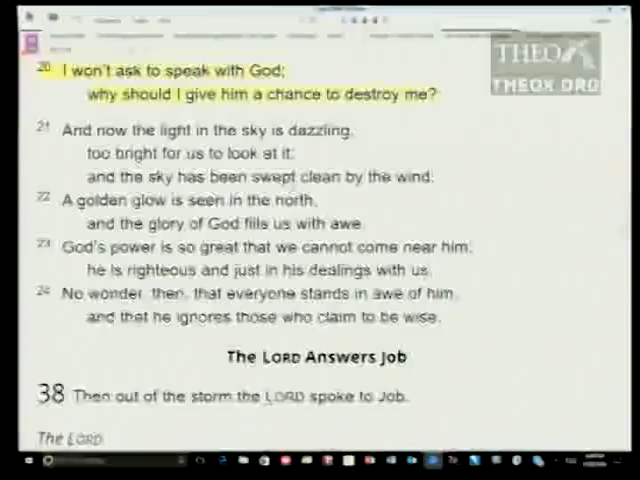 THEOX
THEOX.ORG
20 I won't ask to speak with God;
why should I give him a chance to destroy me?
21 And now the light in the sky is dazzling,
too bright for us to look at it;
and the sky has been swept clean by the wind.
22 A golden glow is seen in the north,
and the glory of God fills us with awe.
23 God's power is so great that we cannot come near him;
he is righteous and just in his dealings with us.
24 No wonder, then, that everyone stands in awe of him,
and that he ignores those who claim to be wise.
The LORD Answers Job
38 Then out of the storm the LORD spoke to Job.
The LORD